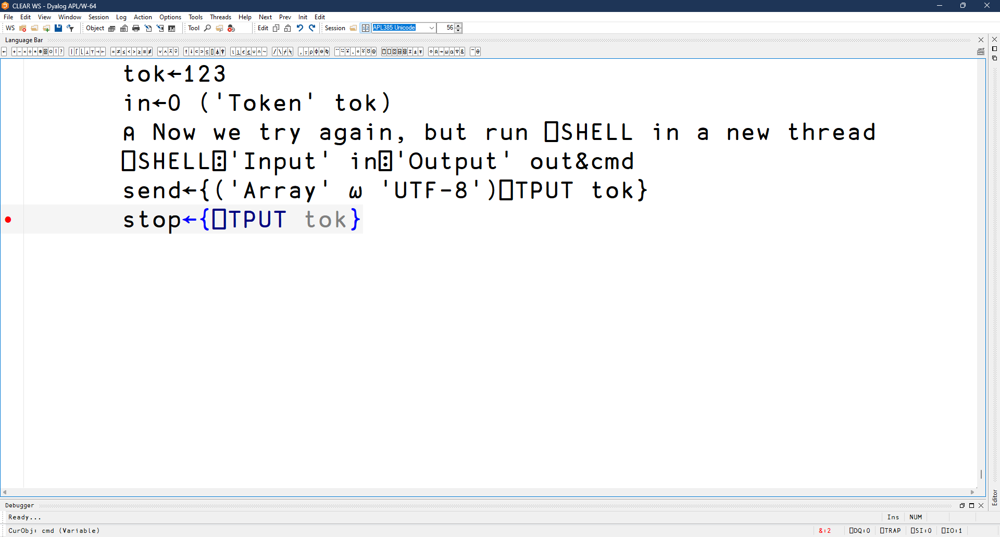 CLEAR WS - Dyalog APL/W-64
File Edit View Window Session Log Action Options Tools Threads Help Next Prev Init Edit
WS Object Tool Edit Session APL385 Unicode 56
Language Bar
← +-×÷*⍟⌹○!? |⌈⌊⊥⊤⊣⊢ =≠≤<>≥≡≢ ∨∧⍲⍱ ↑↓⊂⊃⊆⌷⍋⍒ ⍳⍸∊⍷∪∩~ /\⌿⍀ ,⍪⍴⌽⊖⍉ ¨⍨⍣.∘⍤⍥@ ⍞⎕⍠⌸⌺⌶⍎⍕ ⋄⍝→⍵⍺∇& ¯⍬
tok←123
in←0 ('Token' tok)
⍝ Now we try again, but run ⎕SHELL in a new thread
⎕SHELL⍠'Input' in⍠'Output' out&cmd
send←{('Array' ⍵ 'UTF-8')⎕TPUT tok}
stop←{⎕TPUT tok}
Editor
Debugger
Ready...
Ins NUM
CurObj: cmd (Variable)
&:2 ⎕DQ:0 ⎕TRAP ⎕SI:0 ⎕IO:1